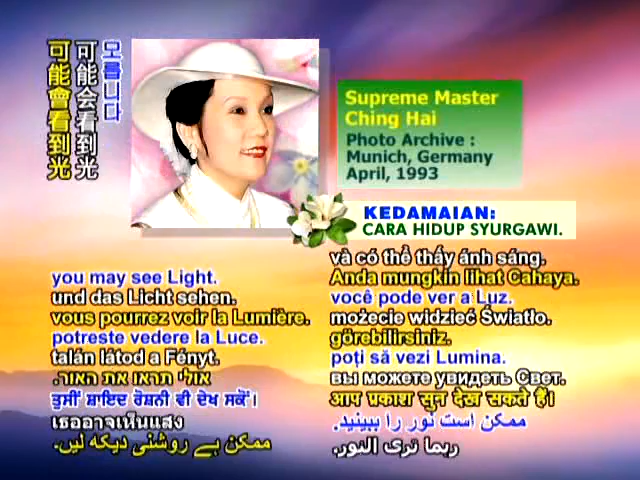 모릅니다
可能会看到光
可能會看到光
Supreme Master
Ching Hai
Photo Archive :
Munich, Germany
April, 1993
KEDAMAIAN:
CARA HIDUP SYURGAWI.
you may see Light.
und das Licht sehen.
vous pourrez voir la Lumière.
potreste vedere la Luce.
talán látod a Fényt.
אולי תראו את האור.
ਤੁਸੀਂ ਸ਼ਾਇਦ ਰੋਸ਼ਨੀ ਵੀ ਦੇਖ ਸਕੋਂ।
เธออาจเห็นแสง
ممکن ہے روشنی دیکھ لیں.
và có thể thấy ánh sáng.
Anda mungkin lihat Cahaya.
você pode ver a Luz.
możecie widzieć Światło.
görebilirsiniz.
poți să vezi Lumina.
вы можете увидеть Свет.
आप प्रकाश सुन देख सकते हैं।
ممکن است نور را ببینید.
ربما ترى النور.